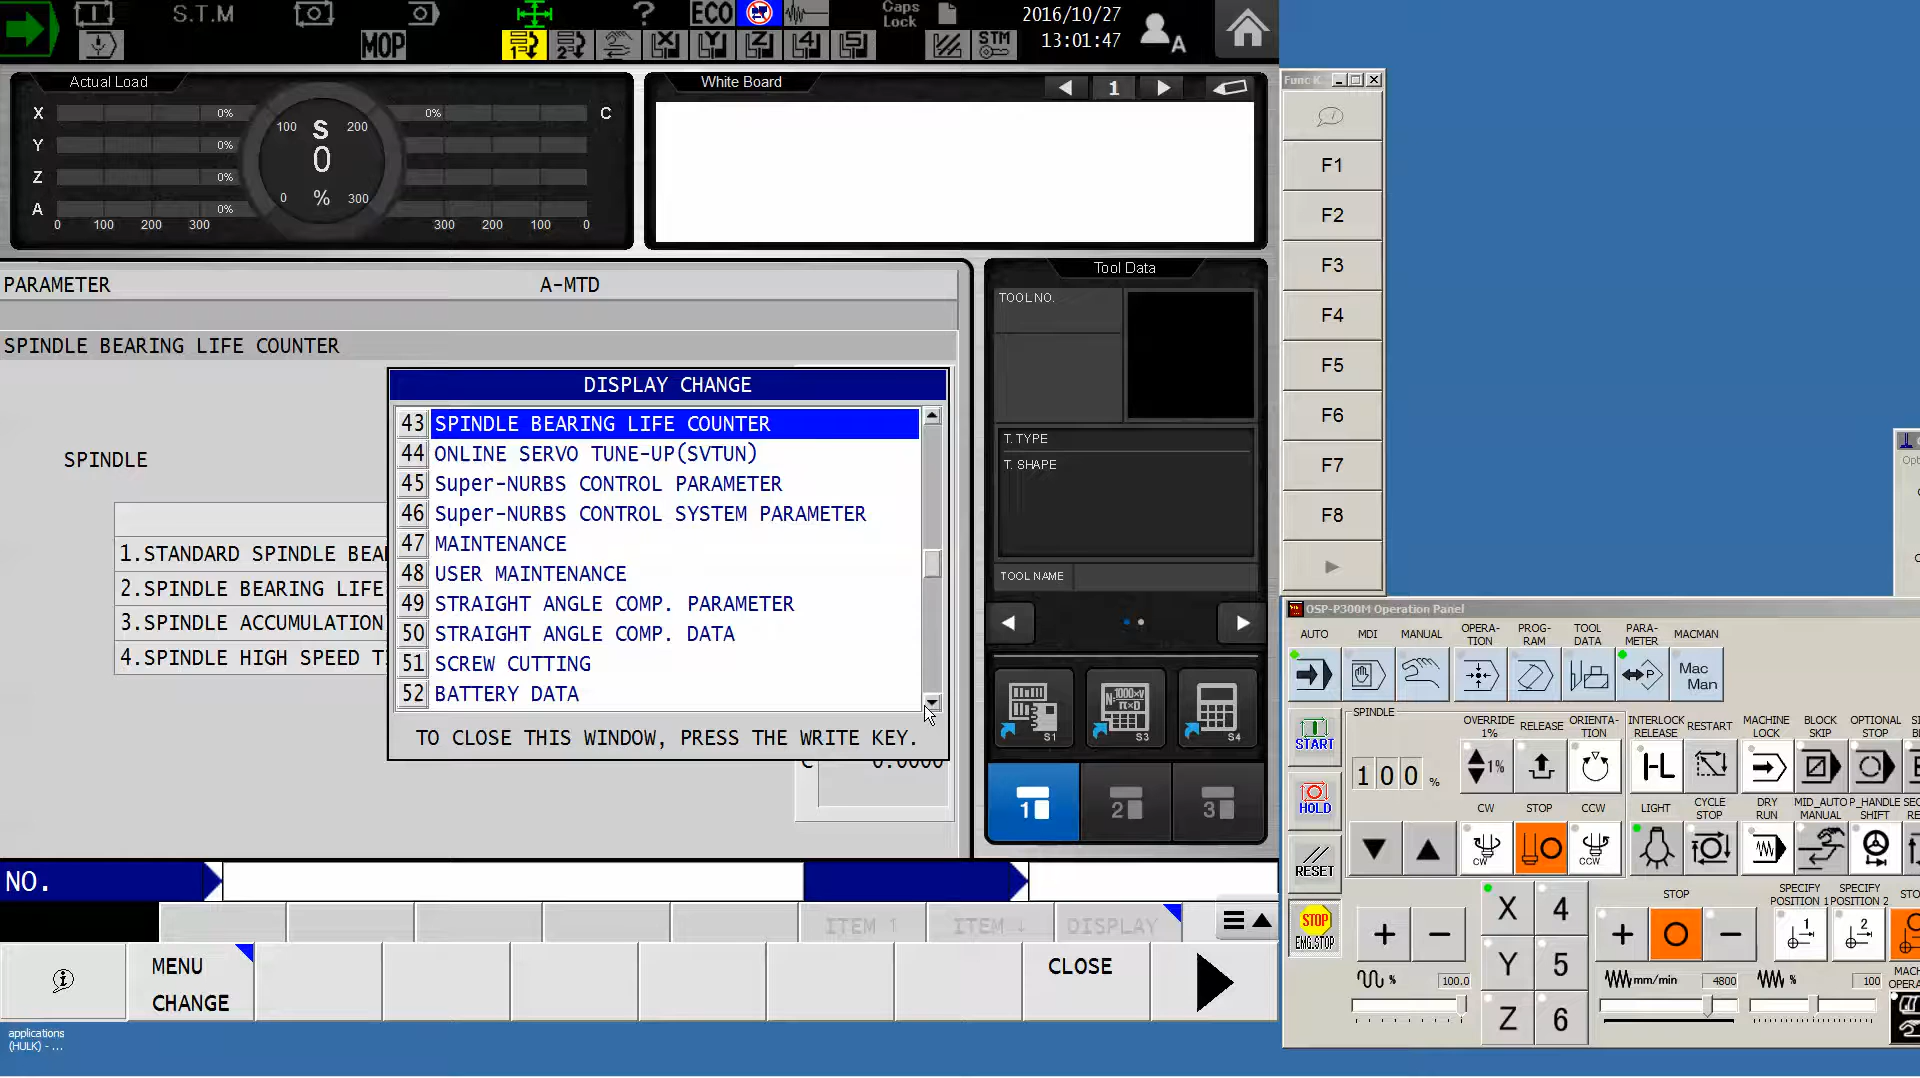 S.T.M
MOP
?
ECO
Caps
Lock
2016/10/27
13:01:47
A
STM
X
Y
Z
4
5
Actual Load
X
0%
0%
C
Y
0%
Z
0%
A
0%
0 100 200 300
300 200 100 0
100 S 200
0
0 % 300
White Board
1
PARAMETER
A-MTD
SPINDLE BEARING LIFE COUNTER
SPINDLE
1.STANDARD SPINDLE BEA
2.SPINDLE BEARING LIFE
3.SPINDLE ACCUMULATION
4.SPINDLE HIGH SPEED T
DISPLAY CHANGE
43 SPINDLE BEARING LIFE COUNTER
44 ONLINE SERVO TUNE-UP(SVTUN)
45 Super-NURBS CONTROL PARAMETER
46 Super-NURBS CONTROL SYSTEM PARAMETER
47 MAINTENANCE
48 USER MAINTENANCE
49 STRAIGHT ANGLE COMP. PARAMETER
50 STRAIGHT ANGLE COMP. DATA
51 SCREW CUTTING
52 BATTERY DATA
TO CLOSE THIS WINDOW, PRESS THE WRITE KEY.
C 0.0000
Tool Data
TOOL NO.
T. TYPE
T. SHAPE
TOOL NAME
S1
S3
S4
1
2
3
NO.
ITEM ↑
ITEM ↓
DISPLAY
MENU
CHANGE
CLOSE
applications
(HULK) - ...
Func K
F1
F2
F3
F4
F5
F6
F7
F8
OSP-P300M Operation Panel
AUTO
MDI
MANUAL
OPERA-
TION
PROG-
RAM
TOOL
DATA
PARA-
METER
MACMAN
Mac
Man
START
HOLD
RESET
STOP
EMG.STOP
SPINDLE
100 %
OVERRIDE
1%
RELEASE
ORIENTA-
TION
1%
INTERLOCK
RELEASE
RESTART
MACHINE
LOCK
BLOCK
SKIP
OPTIONAL
STOP
CW
STOP
CCW
CW
CCW
LIGHT
CYCLE
STOP
DRY
RUN
MID_AUTO
MANUAL
P_HANDLE
SHIFT
STOP
SPECIFY
POSITION 1
SPECIFY
POSITION 2
X
4
Y
5
Z
6
1
2
% 100.0
mm/min 4800
% 100